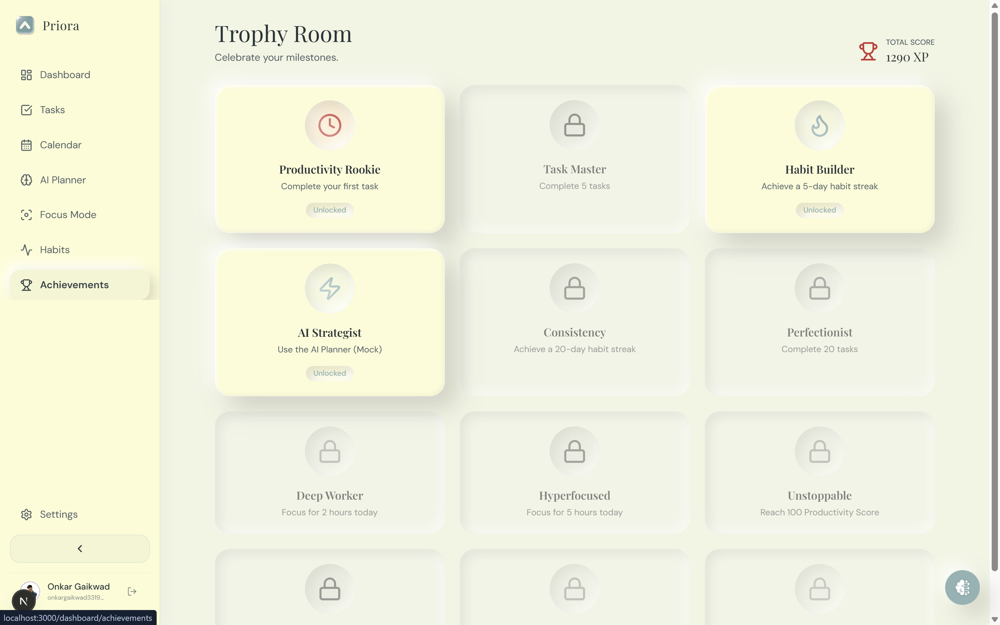 Priora
Dashboard
Tasks
Calendar
AI Planner
Focus Mode
Habits
Achievements
Settings
Onkar Gaikwad
onkargaikwad3319...
N
localhost:3000/dashboard/achievements
Trophy Room
Celebrate your milestones.
TOTAL SCORE
1290 XP
Productivity Rookie
Complete your first task
Unlocked
Task Master
Complete 5 tasks
Habit Builder
Achieve a 5-day habit streak
Unlocked
AI Strategist
Use the AI Planner (Mock)
Unlocked
Consistency
Achieve a 20-day habit streak
Perfectionist
Complete 20 tasks
Deep Worker
Focus for 2 hours today
Hyperfocused
Focus for 5 hours today
Unstoppable
Reach 100 Productivity Score